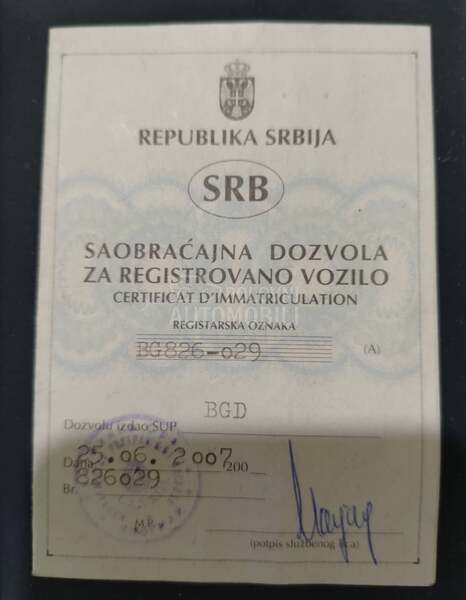 REPUBLIKA SRBIJA
SRB
SAOBRAĆAJNA DOZVOLA
ZA REGISTROVANO VOZILO
CERTIFICAT D'IMMATRICULATION
AUTOMOBILI
REGISTARSKA OZNAKA
BG826-029 (A)
BGD
Dozvolu izdao SUP
25.06.2007
Dana 200
826029
Br.
M.P.
(potpis službenog lica)